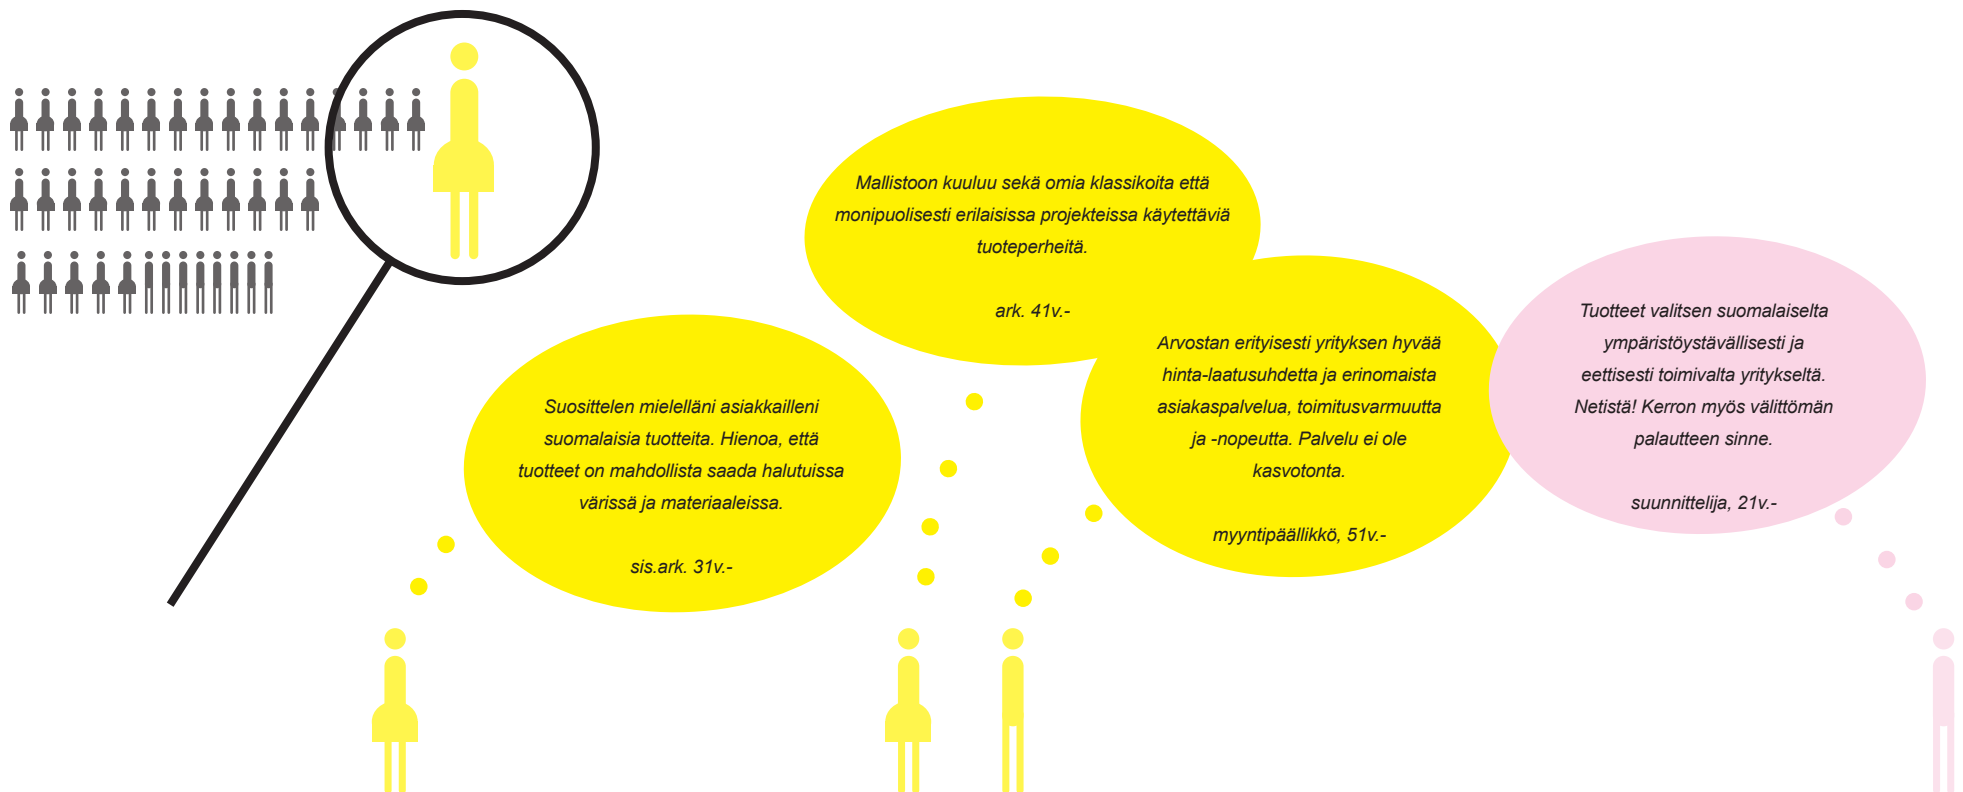 Mallistoon kuuluu sekä omia klassikoita että
monipuolisesti erilaisissa projekteissa käytettäviä
tuoteperheitä.
ark. 41v.-
Suosittelen mielelläni asiakkailleni
suomalaisia tuotteita. Hienoa, että
tuotteet on mahdollista saada halutuissa
värissä ja materiaaleissa.
sis.ark. 31v.-
Arvostan erityisesti yrityksen hyvää
hinta-laatusuhdetta ja erinomaista
asiakaspalvelua, toimitusvarmuutta
ja -nopeutta. Palvelu ei ole
kasvotonta.
myyntipäällikkö, 51v.-
Tuotteet valitsen suomalaiselta
ympäristöystävällisesti ja
eettisesti toimivalta yritykseltä.
Netistä! Kerron myös välittömän
palautteen sinne.
suunnittelija, 21v.-